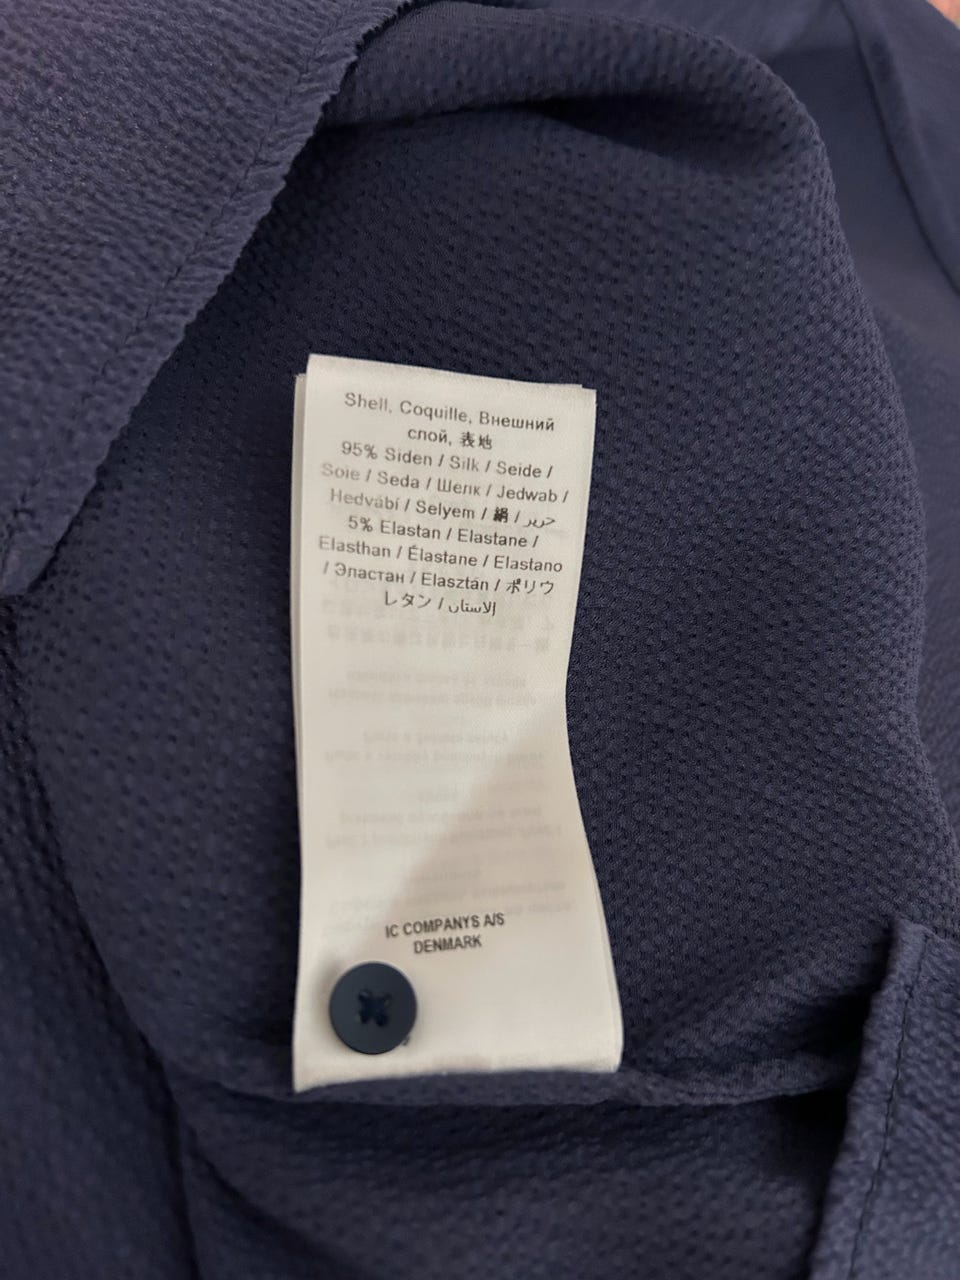 Shell, Coquille, Внешний
слой, 表地
95% Siden / Silk / Seide /
Soie / Seda / Шелк / Jedwab /
Hedvábí / Selyem / 絹 / حرير
5% Elastan / Elastane /
Elasthan / Élastane / Elastano
/ Эластан / Elasztán / ポリウ
レタン / الاستان
IC COMPANYS A/S
DENMARK